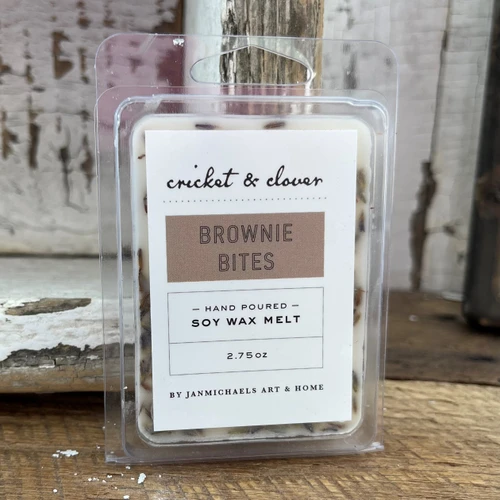 cricket & clover
BROWNIE
BITES
— HAND POURED —
SOY WAX MELT
2.75oz
BY JANMICHAELS ART & HOME